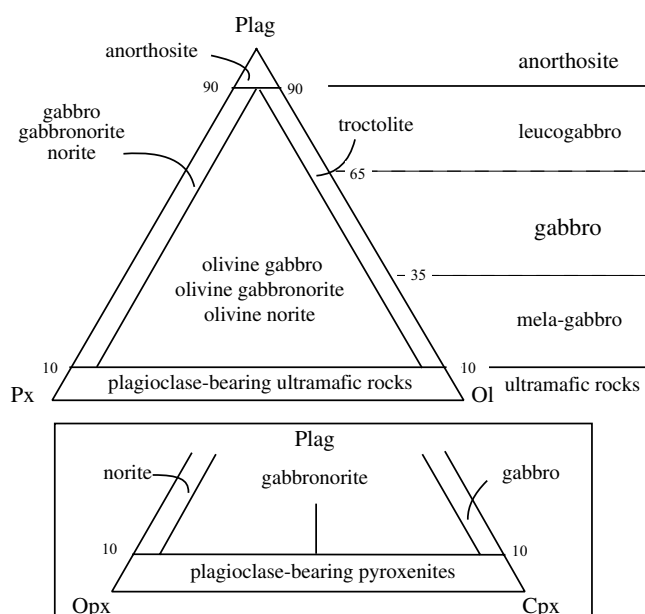 Plag
anorthosite
90
90
anorthosite
gabbro
gabbronorite
norite
troctolite
leucogabbro
65
gabbro
olivine gabbro
olivine gabbronorite
olivine norite
35
mela-gabbro
10
10
plagioclase-bearing ultramafic rocks
ultramafic rocks
Px
Ol
Plag
norite
gabbronorite
gabbro
10
10
plagioclase-bearing pyroxenites
Opx
Cpx